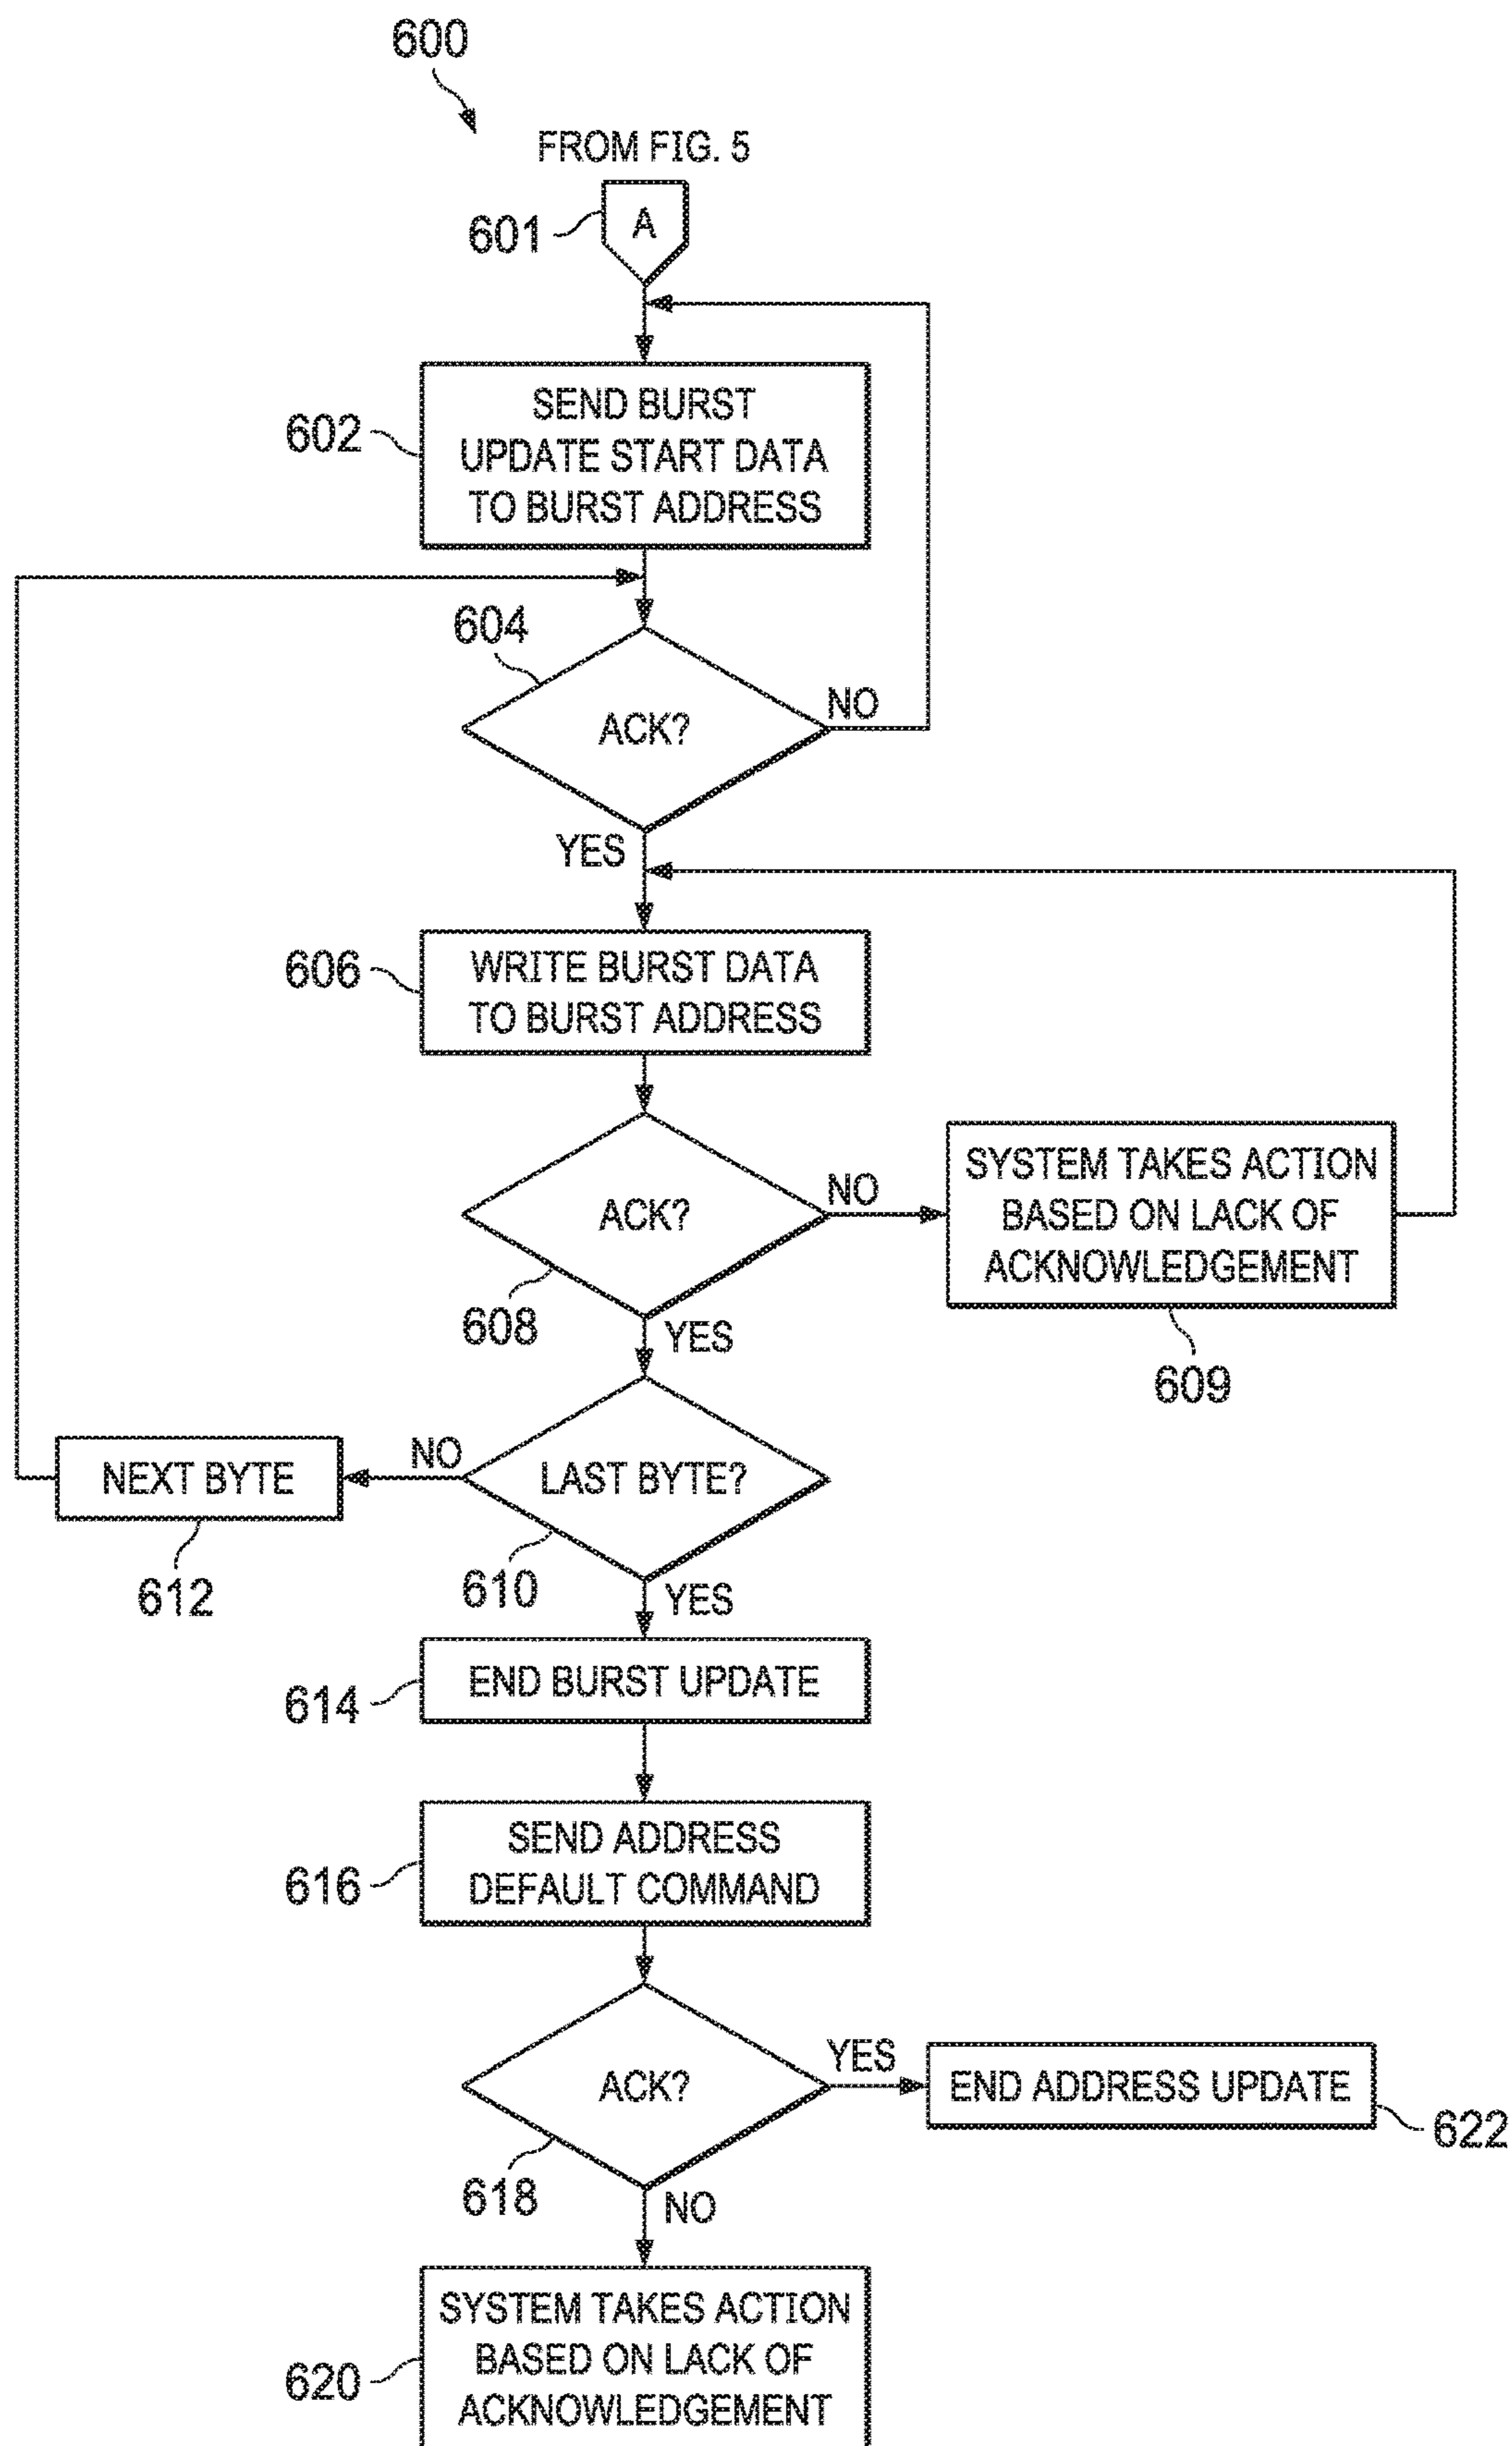 600
FROM FIG. 5
A
601
SEND BURST
UPDATE START DATA
TO BURST ADDRESS
602
604
ACK?
NO
YES
WRITE BURST DATA
TO BURST ADDRESS
606
ACK?
NO
SYSTEM TAKES ACTION
BASED ON LACK OF
ACKNOWLEDGEMENT
608
YES
609
LAST BYTE?
NO
NEXT BYTE
612
610
YES
END BURST UPDATE
614
SEND ADDRESS
DEFAULT COMMAND
616
ACK?
YES
END ADDRESS UPDATE
622
618
NO
SYSTEM TAKES ACTION
BASED ON LACK OF
ACKNOWLEDGEMENT
620